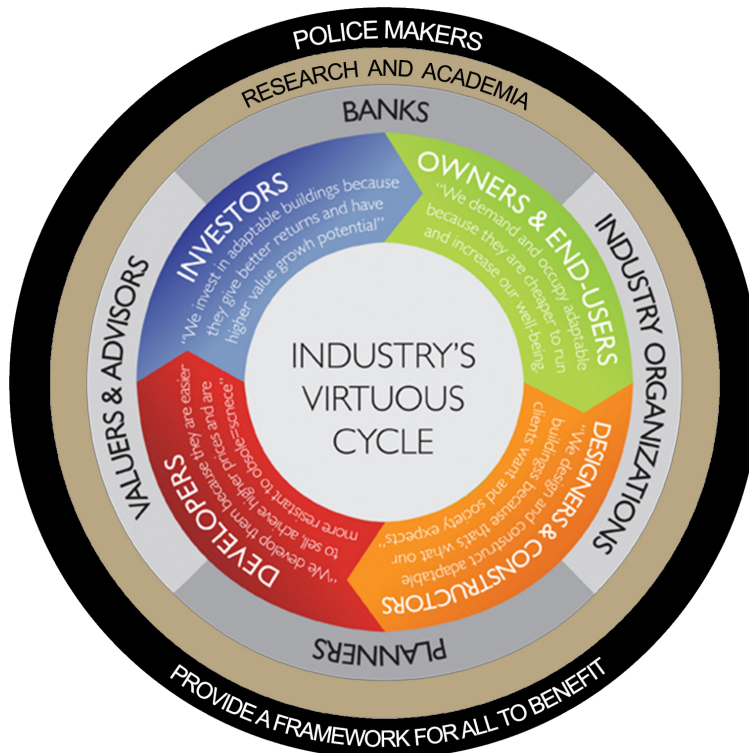 POLICE MAKERS
RESEARCH AND ACADEMIA
BANKS
INVESTORS
"We invest in adaptable buildings because
they give better returns and have
higher value growth potential"
OWNERS & END-USERS
"We demand and occupy adaptable
because they are cheaper to run
and increase our well-being,
INDUSTRY ORGANIZATIONS
DESIGNERS & CONSTRUCTORS
"We design and construct adaptable
buildings because that's what our
clients want and society expects"
PLANNERS
DEVELOPERS
"We develop them because they are easier
to sell, achieve higher prices and are
more resistant to obsole=scnece"
VALUERS & ADVISORS
INDUSTRY'S
VIRTUOUS
CYCLE
PROVIDE A FRAMEWORK FOR ALL TO BENEFIT